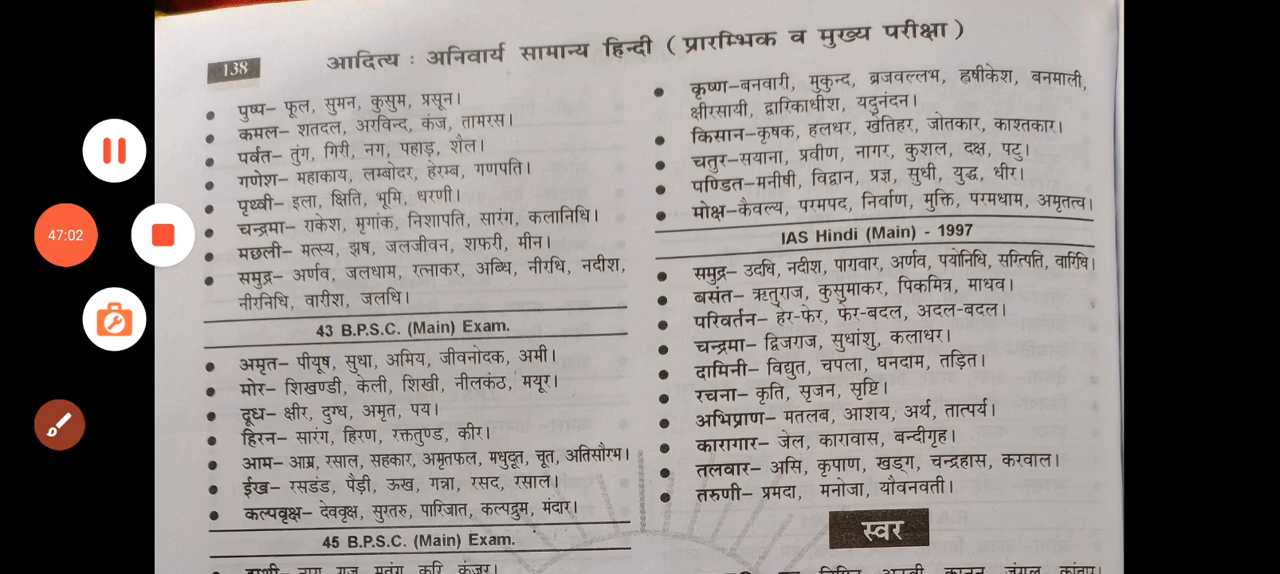 138
आदित्य : अनिवार्य सामान्य हिन्दी ( प्रारम्भिक व मुख्य परीक्षा )
पुष्प– फूल, सुमन, कुसुम, प्रसून।
कमल– शतदल, अरविन्द, कंज, तामरस।
पर्वत– तुंग, गिरी, नग, पहाड़, शैल।
गणेश– महाकाय, लम्बोदर, हेरम्ब, गणपति।
पृथ्वी– इला, क्षिति, भूमि, धरणी।
चन्द्रमा– राकेश, मृगांक, निशापति, सारंग, कलानिधि।
मछली– मत्स्य, झष, जलजीवन, शफरी, मीन।
समुद्र– अर्णव, जलधाम, रत्नाकर, अब्धि, नीरधि, नदीश,
नीरनिधि, वारीश, जलधि।
43 B.P.S.C. (Main) Exam.
अमृत– पीयूष, सुधा, अमिय, जीवनोदक, अमी।
मोर– शिखण्डी, केली, शिखी, नीलकंठ, मयूर।
दूध– क्षीर, दुग्ध, अमृत, पय।
हिरन– सारंग, हिरण, रक्ततुण्ड, कीर।
आम– आम्र, रसाल, सहकार, अमृतफल, मधुदूत, चूत, अतिसौरभ।
ईख– रसडंड, पेंड़ी, ऊख, गन्ना, रसद, रसाल।
कल्पवृक्ष– देववृक्ष, सुरतरु, पारिजात, कल्पद्रुम, मंदार।
45 B.P.S.C. (Main) Exam.
हाथी– नाग, गज, मतंग, करि, कुंजर।
कृष्ण–बनवारी, मुकुन्द, ब्रजवल्लभ, हृषीकेश, बनमाली,
क्षीरसायी, द्वारिकाधीश, यदुनंदन।
किसान–कृषक, हलधर, खेतिहर, जोतकार, काश्तकार।
चतुर–सयाना, प्रवीण, नागर, कुशल, दक्ष, पटु।
पण्डित–मनीषी, विद्वान, प्रज्ञ, सुधी, युद्ध, धीर।
मोक्ष–कैवल्य, परमपद, निर्वाण, मुक्ति, परमधाम, अमृतत्व।
IAS Hindi (Main) - 1997
समुद्र– उदधि, नदीश, पारावार, अर्णव, पयोनिधि, सरित्पति, वारिधि।
बसंत– ऋतुराज, कुसुमाकर, पिकमित्र, माधव।
परिवर्तन– हेर-फेर, फेर-बदल, अदल-बदल।
चन्द्रमा– द्विजराज, सुधांशु, कलाधर।
दामिनी– विद्युत, चपला, घनदाम, तड़ित।
रचना– कृति, सृजन, सृष्टि।
अभिप्राण– मतलब, आशय, अर्थ, तात्पर्य।
कारागार– जेल, कारावास, बन्दीगृह।
तलवार– असि, कृपाण, खड्ग, चन्द्रहास, करवाल।
तरुणी– प्रमदा, मनोजा, यौवनवती।
स्वर
कानन, जंगल, कांतार।
47:02